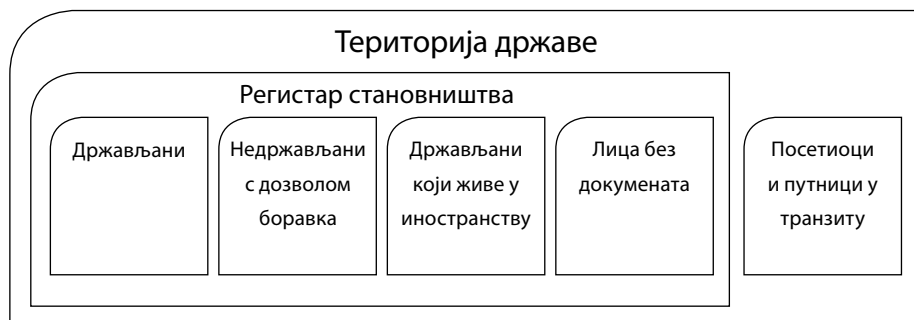 Територија државе
Регистар становништва
Држављани
Недржављани
с дозволом
боравка
Држављани
који живе у
иностранству
Лица без
докумената
Посетиоци
и путници у
транзиту